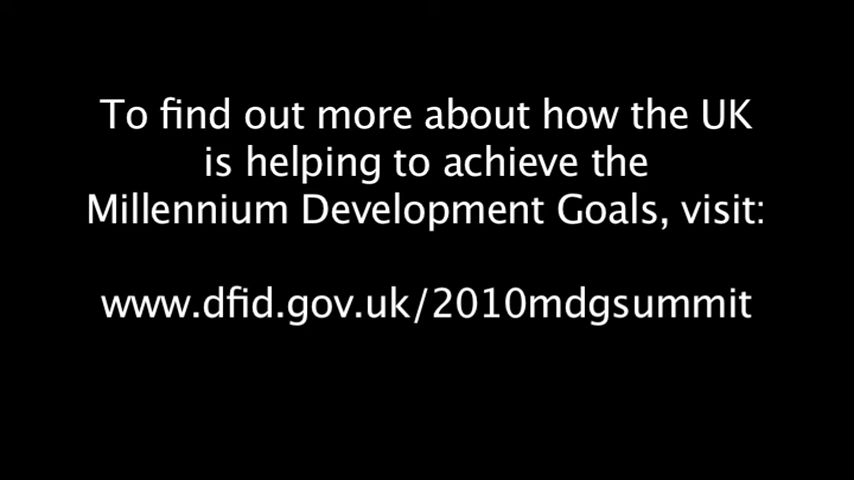 To find out more about how the UK
is helping to achieve the
Millennium Development Goals, visit:
www.dfid.gov.uk/2010mdgsummit